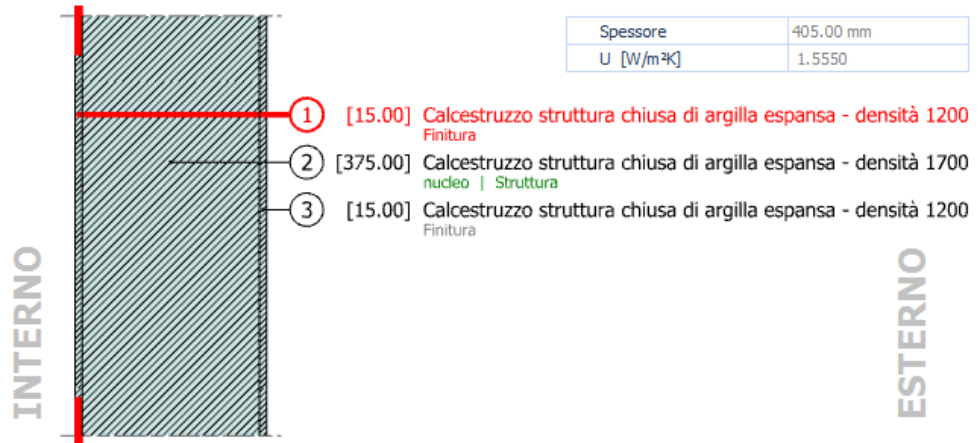 Spessore 405.00 mm
U [W/m²K] 1.5550
1 [15.00] Calcestruzzo struttura chiusa di argilla espansa - densità 1200
Finitura
2 [375.00] Calcestruzzo struttura chiusa di argilla espansa - densità 1700
nucleo | Struttura
3 [15.00] Calcestruzzo struttura chiusa di argilla espansa - densità 1200
Finitura
INTERNO
ESTERNO